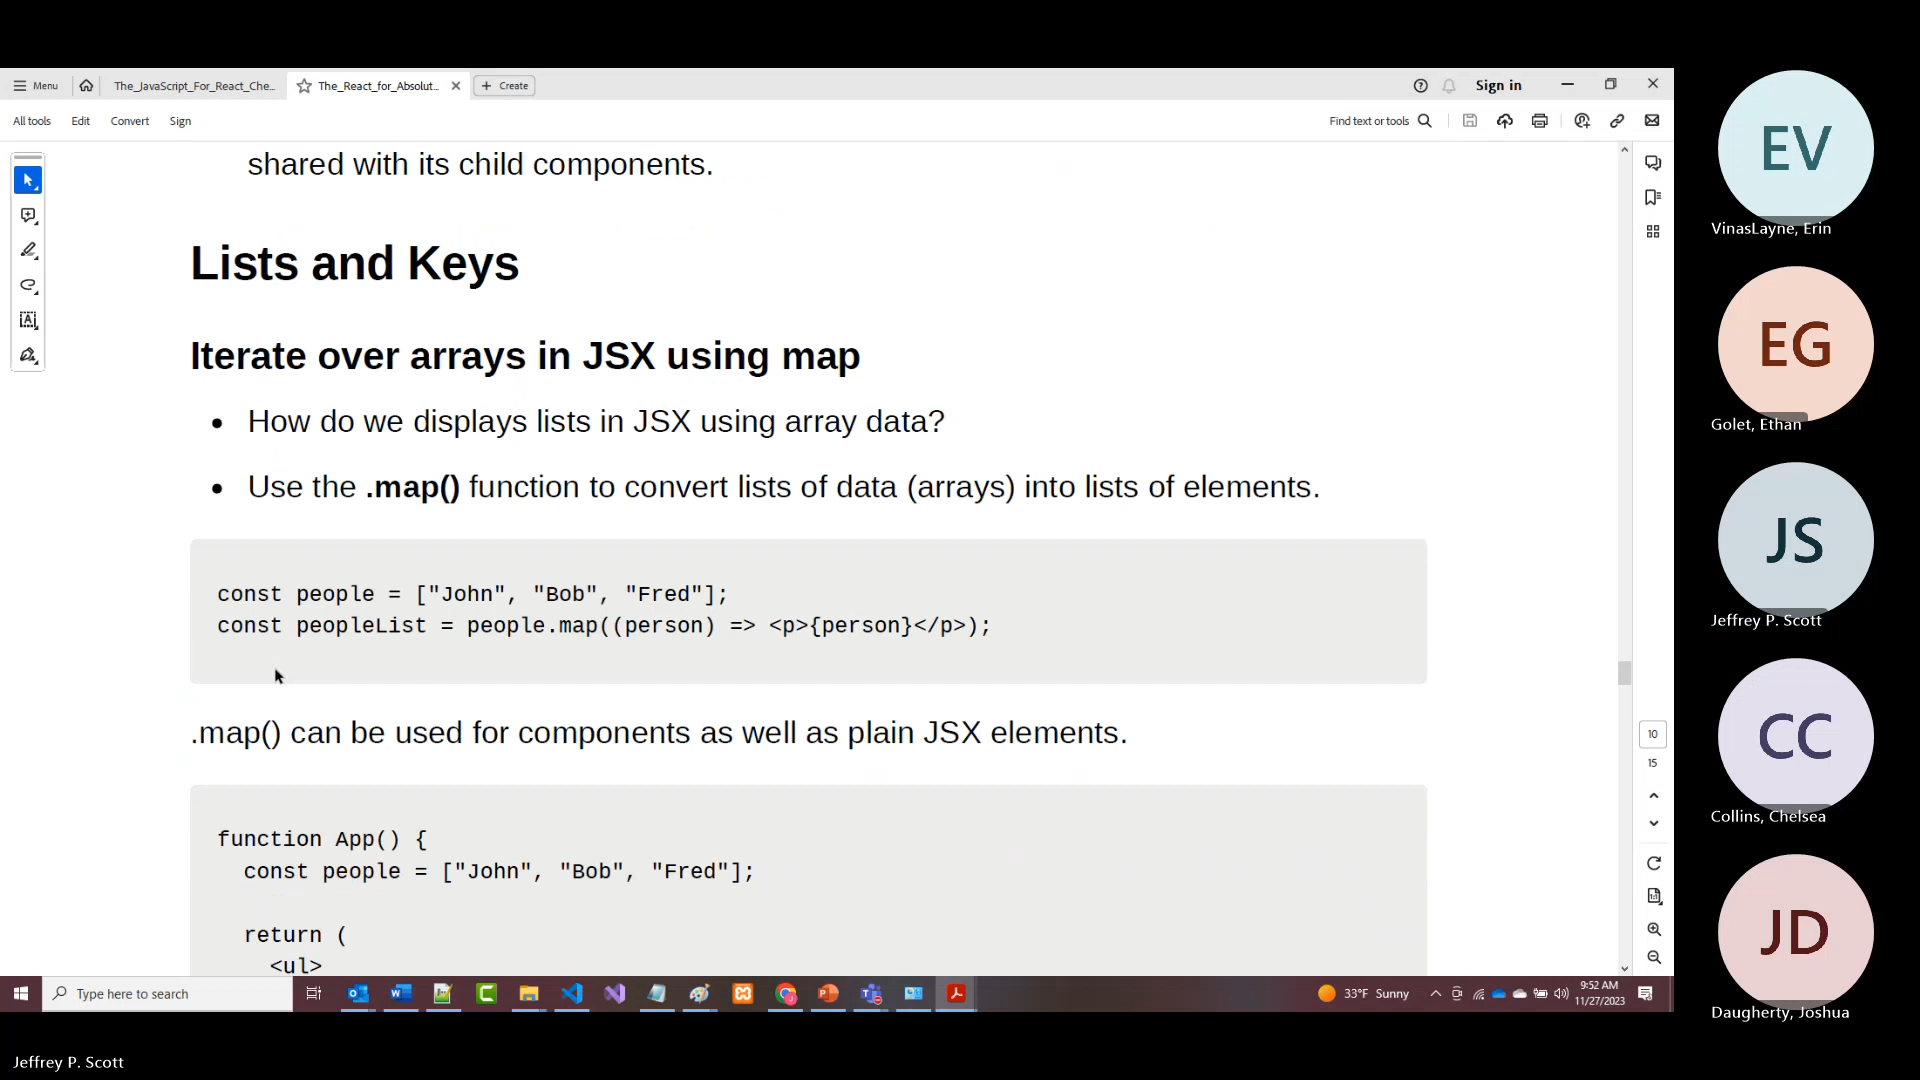 Menu
The_JavaScript_For_React_Che...
The_React_for_Absolut...
Create
Sign in
All tools
Edit
Convert
Sign
Find text or tools
shared with its child components.
Lists and Keys
Iterate over arrays in JSX using map
• How do we displays lists in JSX using array data?
• Use the .map() function to convert lists of data (arrays) into lists of elements.
const people = ["John", "Bob", "Fred"];
const peopleList = people.map((person) => <p>{person}</p>);
.map() can be used for components as well as plain JSX elements.
function App() {
const people = ["John", "Bob", "Fred"];
return (
<ul>
10
15
Type here to search
33°F Sunny
9:52 AM
11/27/2023
EV
VinasLayne, Erin
EG
Golet, Ethan
JS
Jeffrey P. Scott
CC
Collins, Chelsea
JD
Daugherty, Joshua
Jeffrey P. Scott